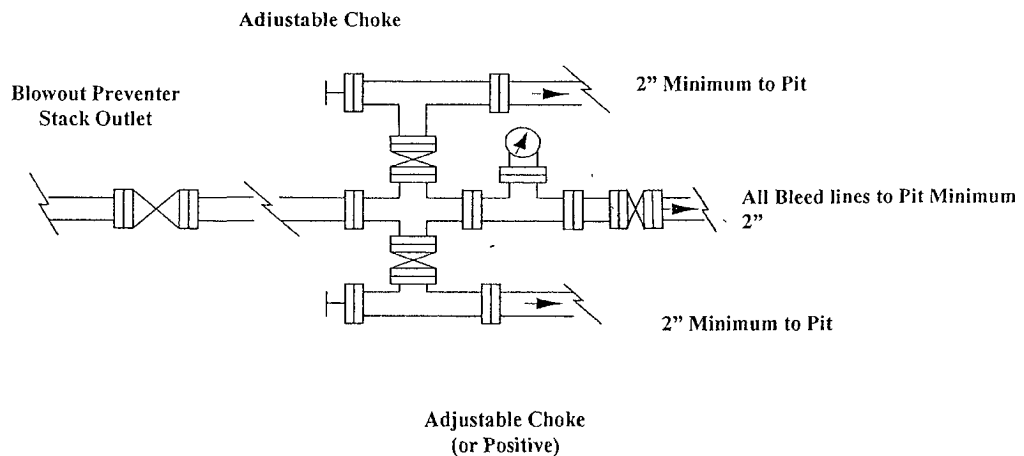 Adjustable Choke
Blowout Preventer
Stack Outlet
2” Minimum to Pit
All Bleed lines to Pit Minimum
2”
2” Minimum to Pit
Adjustable Choke
(or Positive)